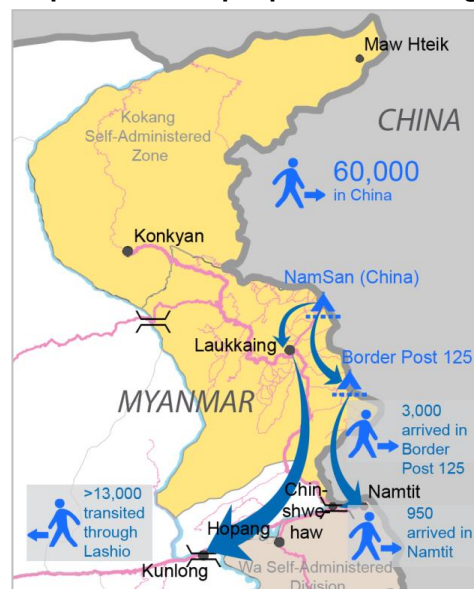 Maw Hteik
Kokang
Self-Administered
Zone
CHINA
60,000
in China
Konkyan
NamSan (China)
Laukkaing
Border Post 125
MYANMAR
3,000
arrived in
Border
Post 125
>13,000
transited
through
Lashio
Chin-
shwe
haw
Namtit
Hopang
950
arrived in
Namtit
Kunlong
Wa Self-Administered
Division